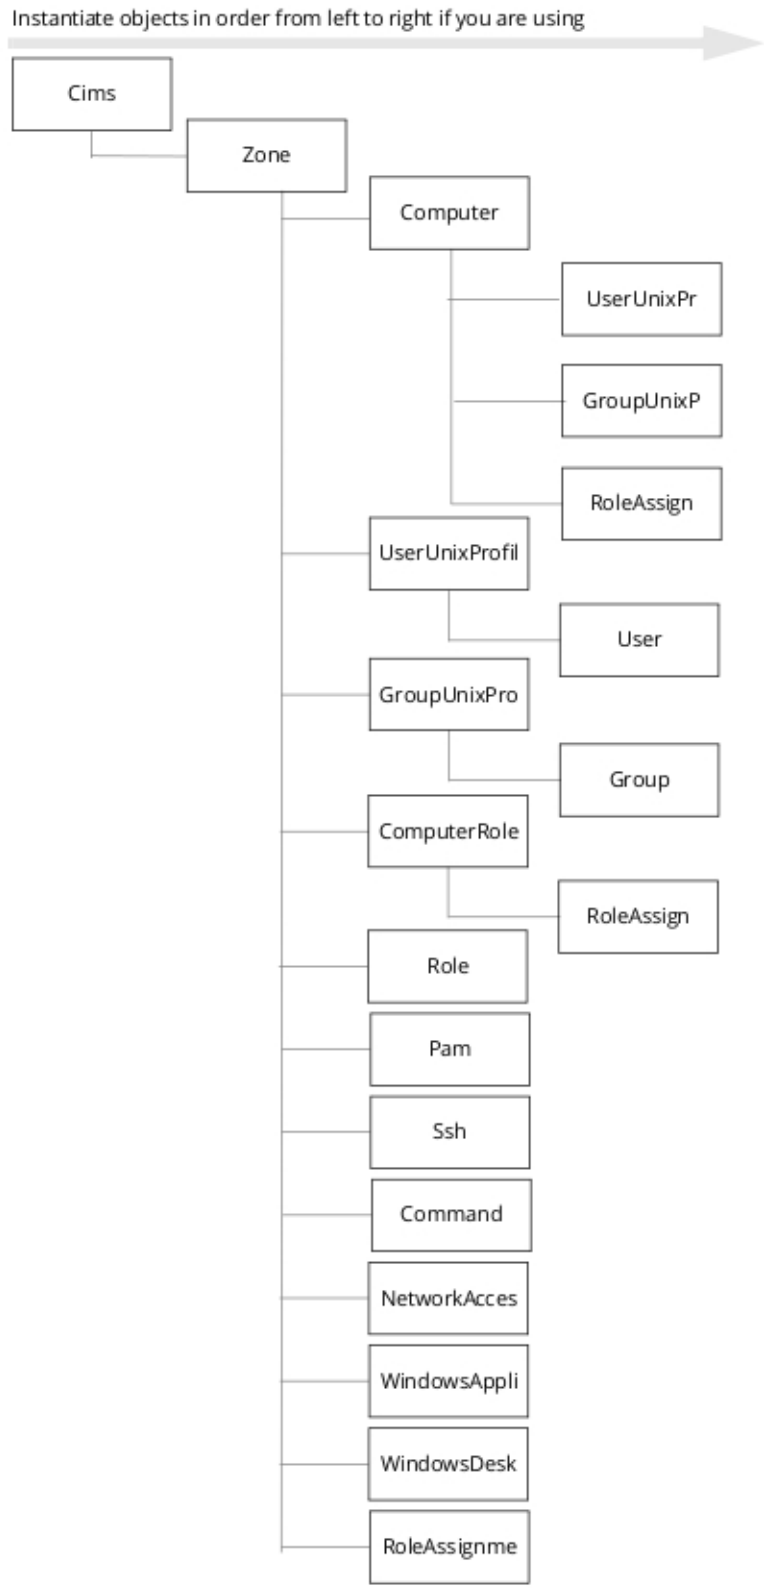 Instantiate objects in order from left to right if you are using
Cims
Zone
Computer
UserUnixPr
GroupUnixP
RoleAssign
UserUnixProfil
User
GroupUnixPro
Group
ComputerRole
RoleAssign
Role
Pam
Ssh
Command
NetworkAcces
WindowsAppli
WindowsDesk
RoleAssignme